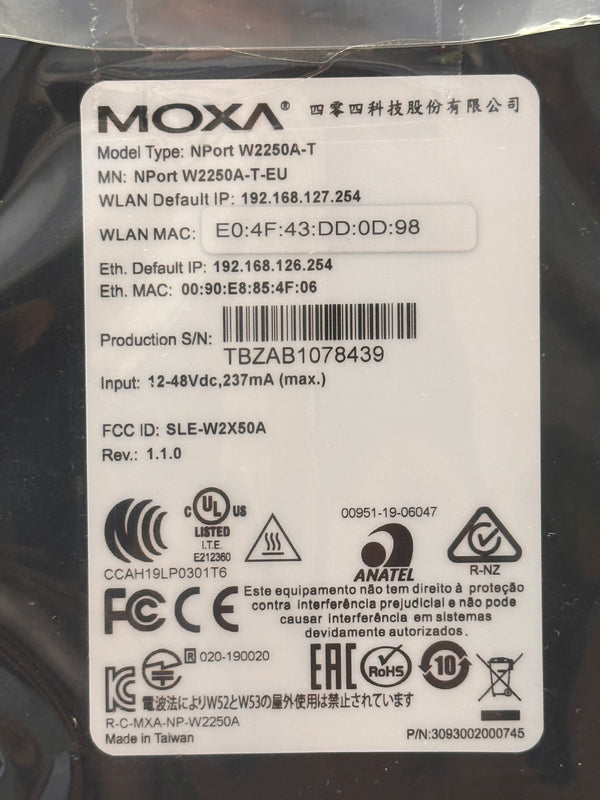 MOXA® 四零四科技股份有限公司
Model Type: NPort W2250A-T
MN: NPort W2250A-T-EU
WLAN Default IP: 192.168.127.254
WLAN MAC: E0:4F:43:DD:0D:98
Eth. Default IP: 192.168.126.254
Eth. MAC: 00:90:E8:85:4F:06
Production S/N:
TBZAB1078439
Input: 12-48Vdc,237mA (max.)
FCC ID: SLE-W2X50A
Rev.: 1.1.0
C UL US
LISTED
I.T.E.
E212360
CCAH19LP0301T6
00951-19-06047
ANATEL
R-NZ
FC CE
Este equipamento não tem direito à proteção
contra interferência prejudicial e não pode
causar interferência em sistemas
devidamente autorizados.
R 020-190020
EAC RoHS 10
電波法によりW52とW53の屋外使用は禁止されています
R-C-MXA-NP-W2250A
Made in Taiwan
P/N:3093002000745